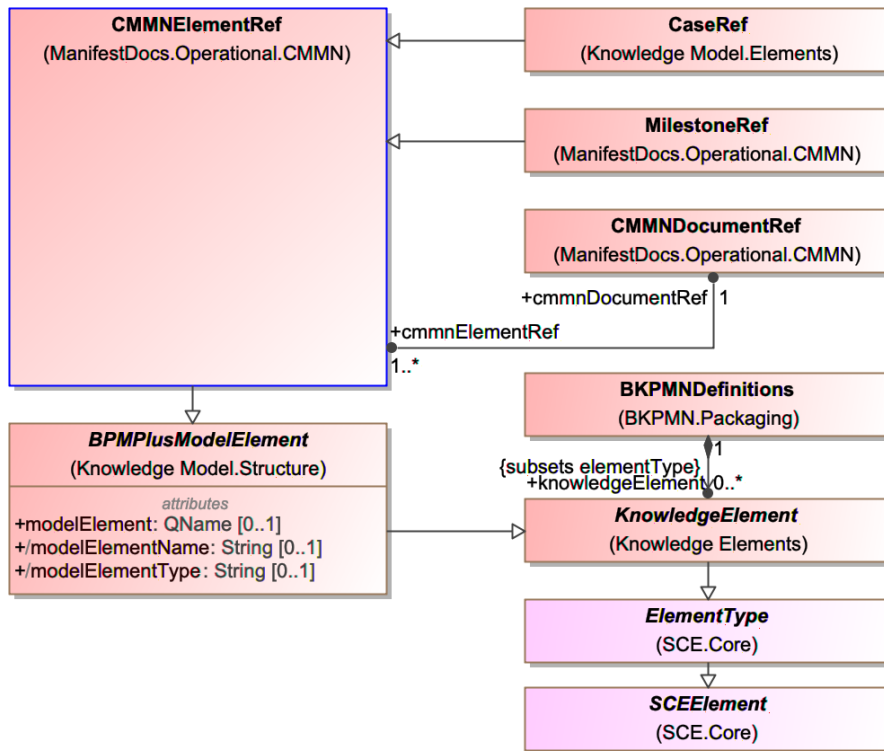 CMMNElementRef
(ManifestDocs.Operational.CMMN)
CaseRef
(Knowledge Model.Elements)
MilestoneRef
(ManifestDocs.Operational.CMMN)
CMMNDocumentRef
(ManifestDocs.Operational.CMMN)
+cmmnDocumentRef 1
+cmmnElementRef
1..*
BPMPlusModelElement
(Knowledge Model.Structure)
attributes
+modelElement: QName [0..1]
+/modelElementName: String [0..1]
+/modelElementType: String [0..1]
BKPMNDefinitions
(BKPMN.Packaging)
1
{subsets elementType}
+knowledgeElement 0..*
KnowledgeElement
(Knowledge Elements)
ElementType
(SCE.Core)
SCEElement
(SCE.Core)